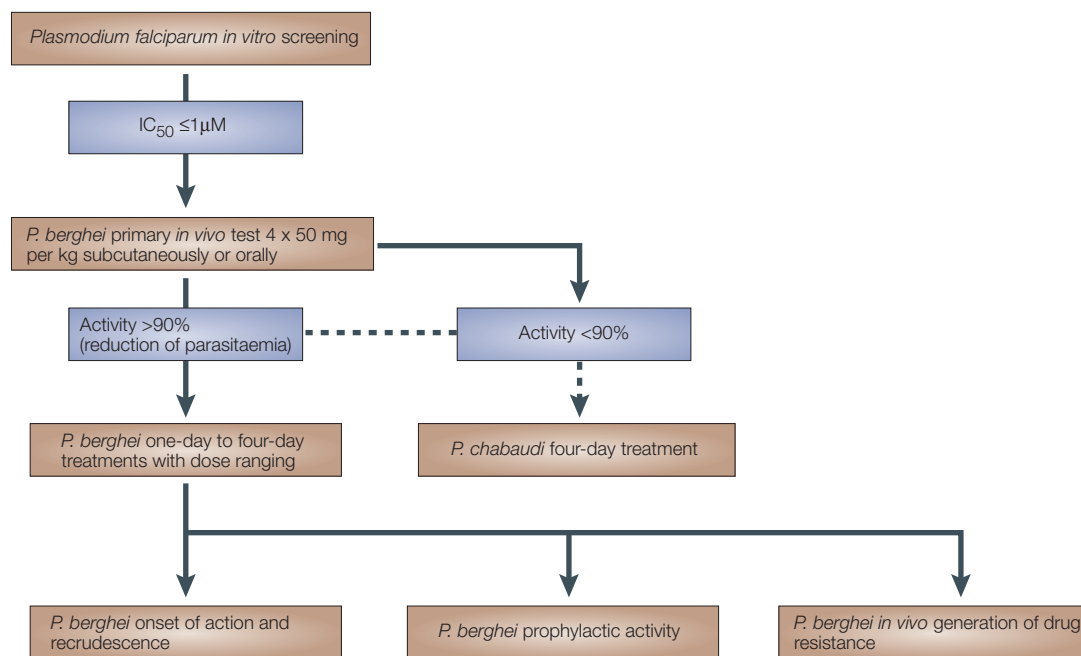 Plasmodium falciparum in vitro screening
IC50 ≤1μM
P. berghei primary in vivo test 4 x 50 mg
per kg subcutaneously or orally
Activity >90%
(reduction of parasitaemia)
Activity <90%
P. berghei one-day to four-day
treatments with dose ranging
P. chabaudi four-day treatment
P. berghei onset of action and
recrudescence
P. berghei prophylactic activity
P. berghei in vivo generation of drug
resistance